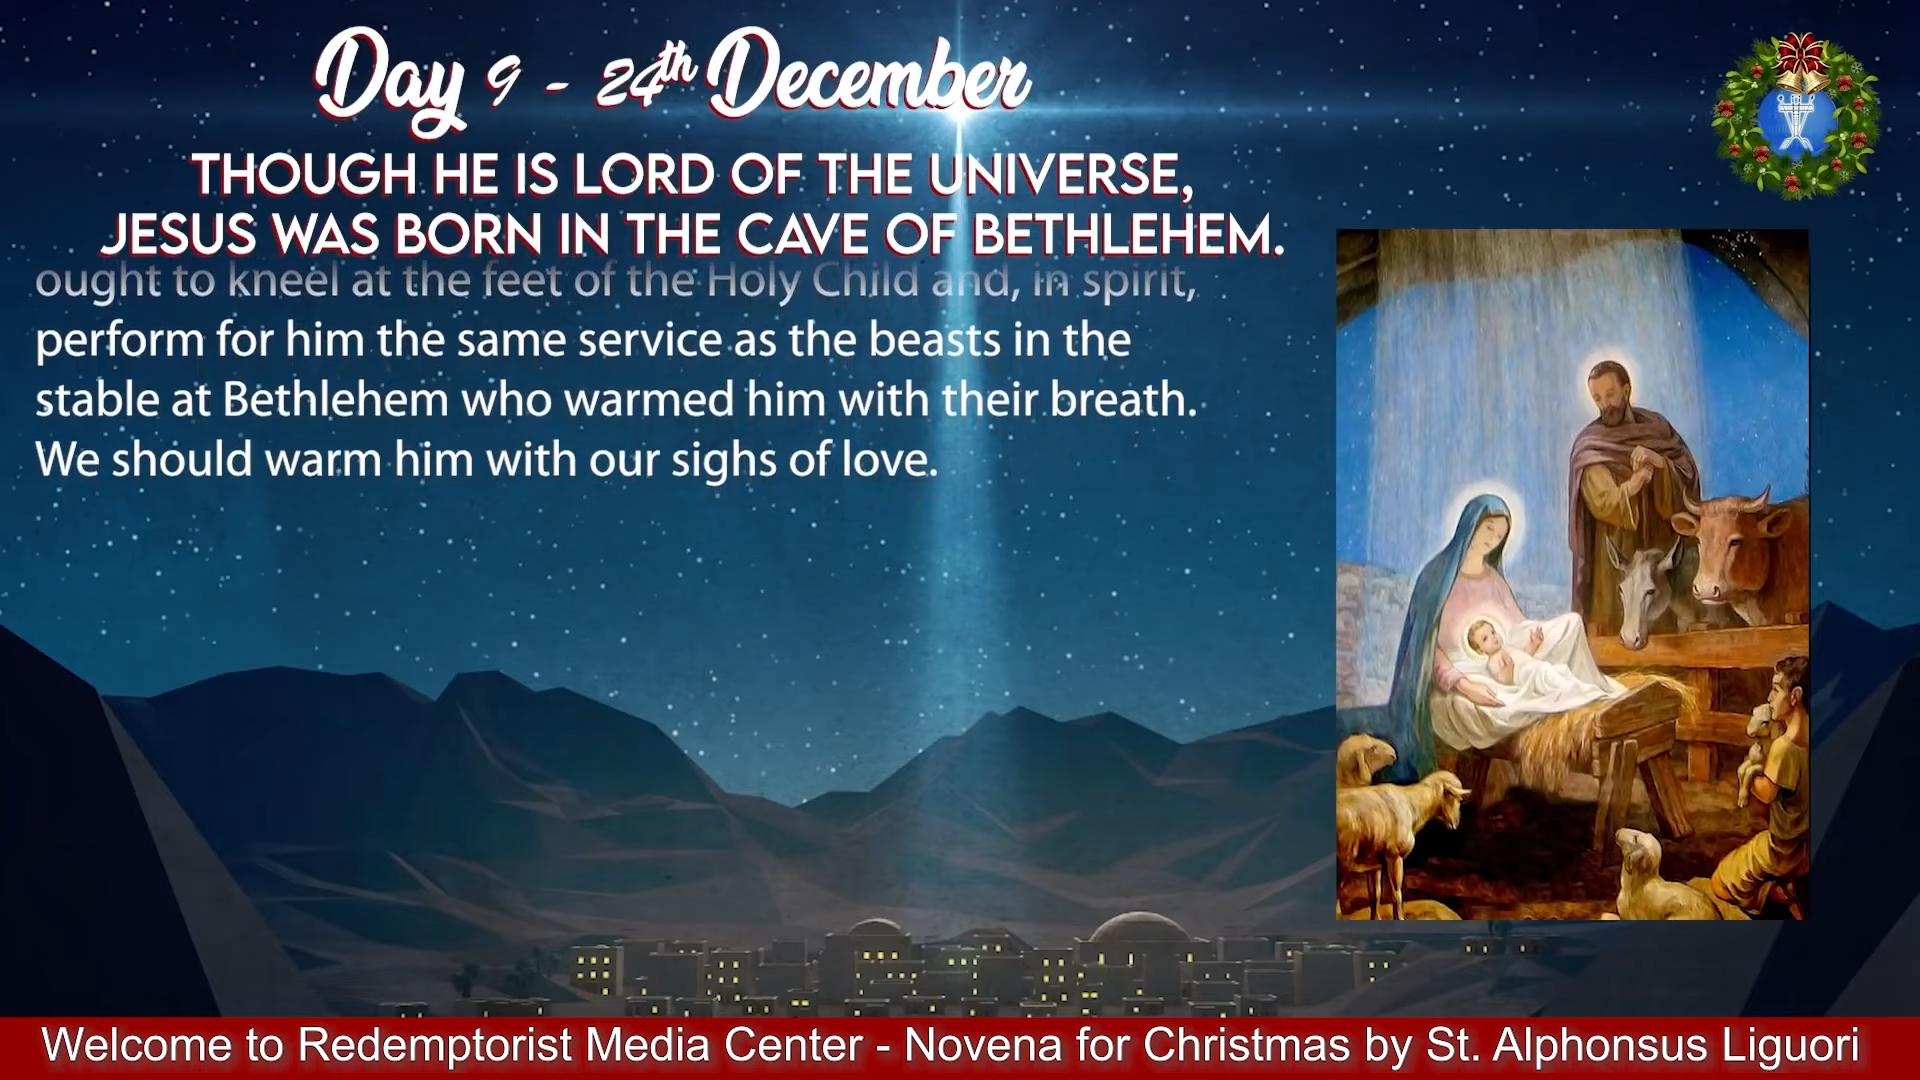 Day 9 - 24th December
THOUGH HE IS LORD OF THE UNIVERSE,
JESUS WAS BORN IN THE CAVE OF BETHLEHEM.
ought to kneel at the feet of the Holy Child and, in spirit,
perform for him the same service as the beasts in the
stable at Bethlehem who warmed him with their breath.
We should warm him with our sighs of love.
Welcome to Redemptorist Media Center - Novena for Christmas by St. Alphonsus Liguori